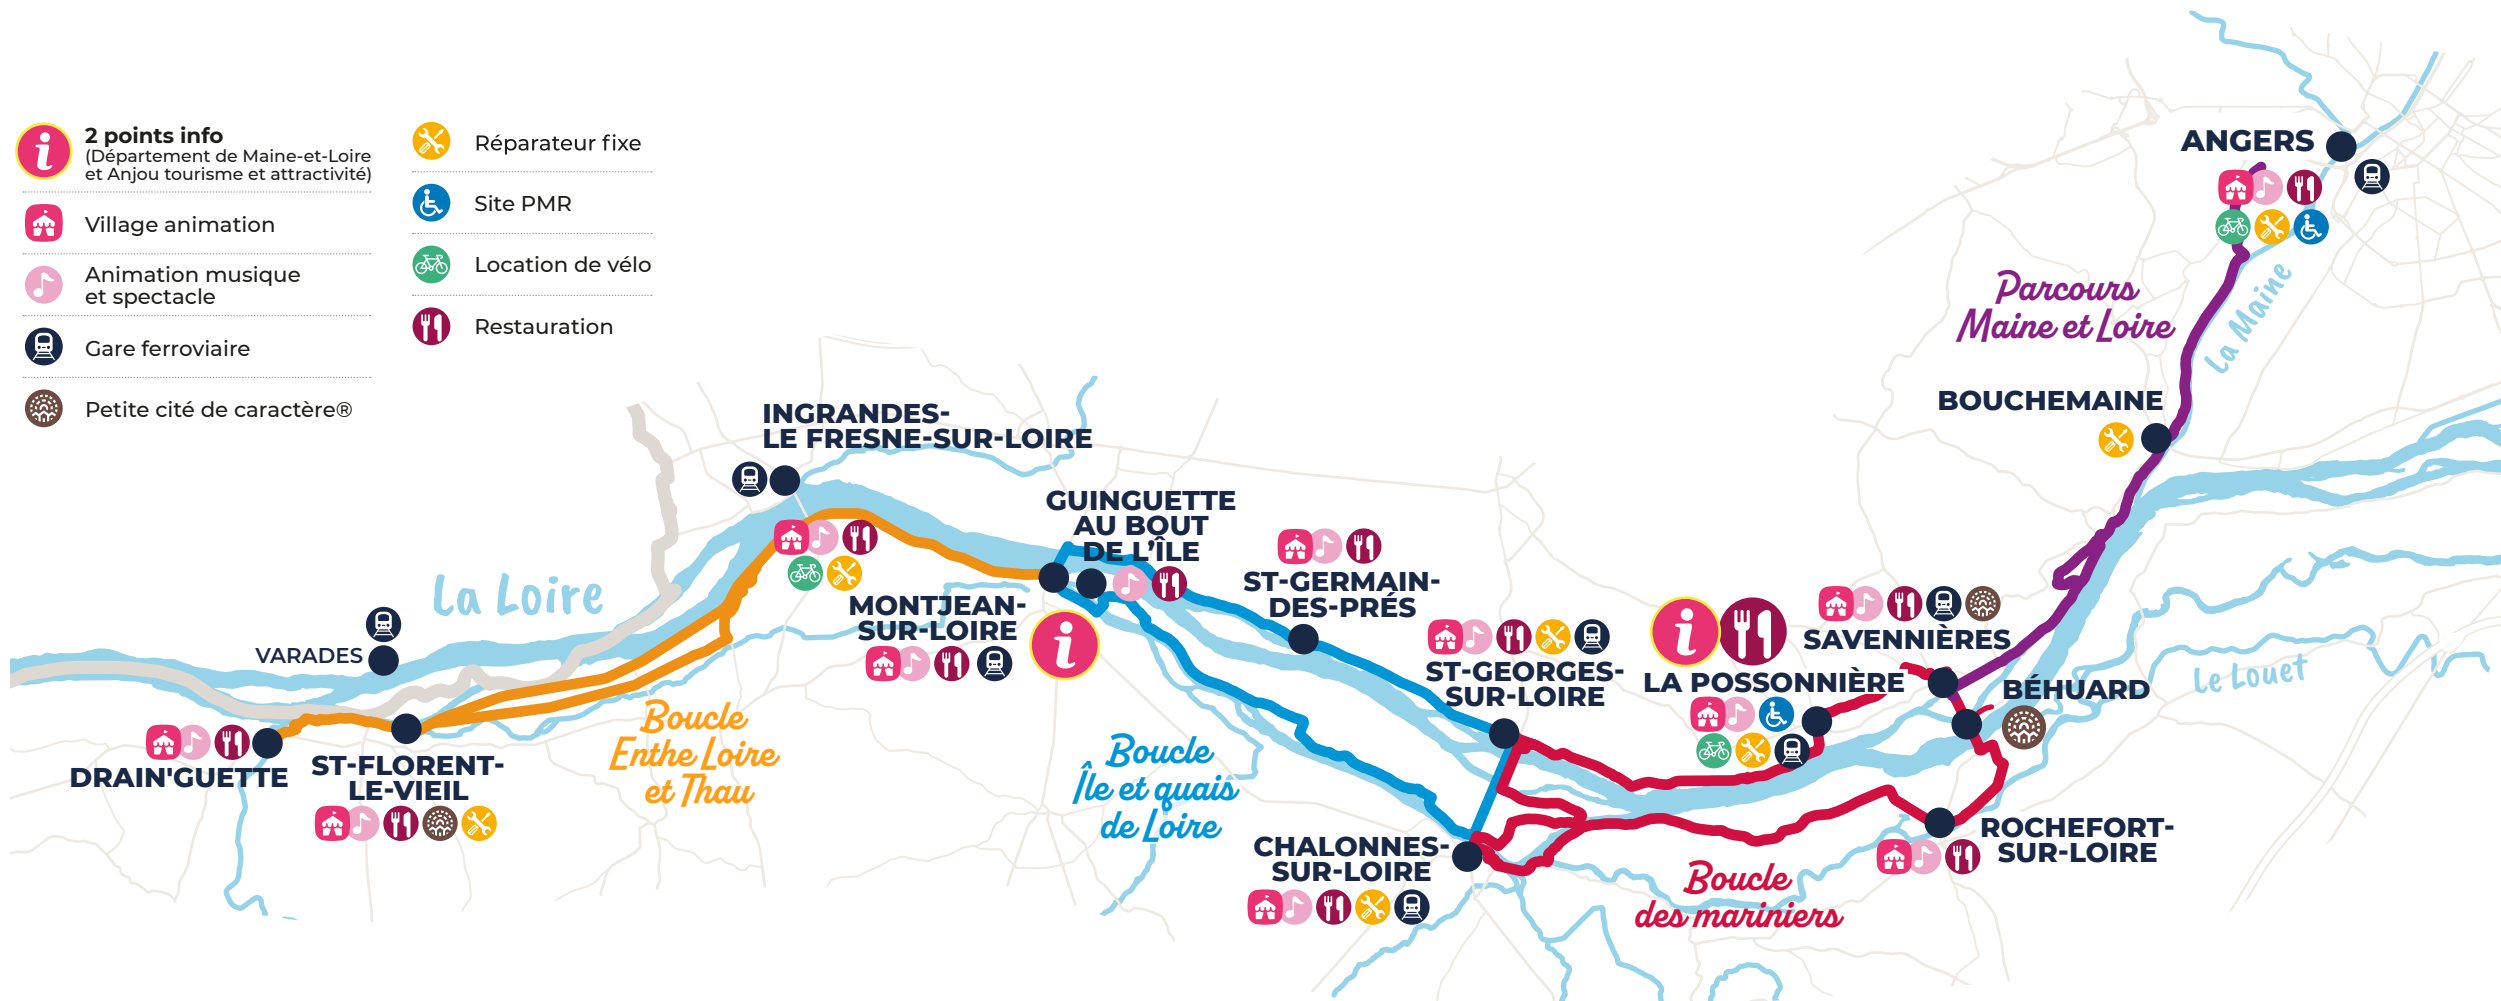 2 points info
(Département de Maine-et-Loire
et Anjou tourisme et attractivité)
Village animation
Animation musique
et spectacle
Gare ferroviaire
Petite cité de caractère®
Réparateur fixe
Site PMR
Location de vélo
Restauration
ANGERS
Parcours
Maine et Loire
La Maine
BOUCHEMAINE
INGRANDES-
LE FRESNE-SUR-LOIRE
GUINGUETTE
AU BOUT
DE L'ÎLE
La Loire
ST-GERMAIN-
DES-PRÉS
MONTJEAN-
SUR-LOIRE
VARADES
SAVENNIÈRES
ST-GEORGES-
SUR-LOIRE
LA POSSONNIÈRE
BÉHUARD
Le Louet
DRAIN'GUETTE
ST-FLORENT-
LE-VIEIL
Boucle
Enthe Loire
et Thau
Boucle
Île et quais
de Loire
CHALONNES-
SUR-LOIRE
ROCHEFORT-
SUR-LOIRE
Boucle
des mariniers